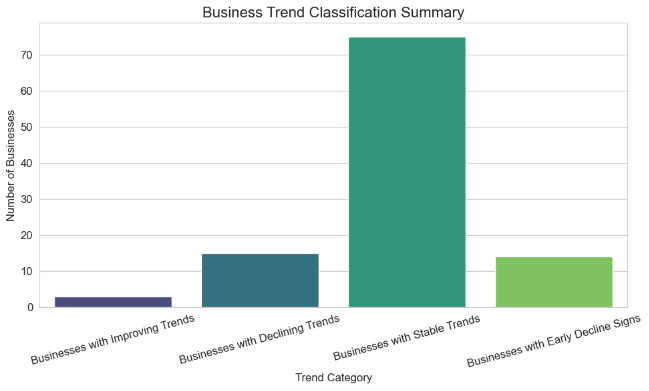 Business Trend Classification Summary
Number of Businesses
70
60
50
40
30
20
10
0
Businesses with Improving Trends
Businesses with Declining Trends
Businesses with Stable Trends
Businesses with Early Decline Signs
Trend Category